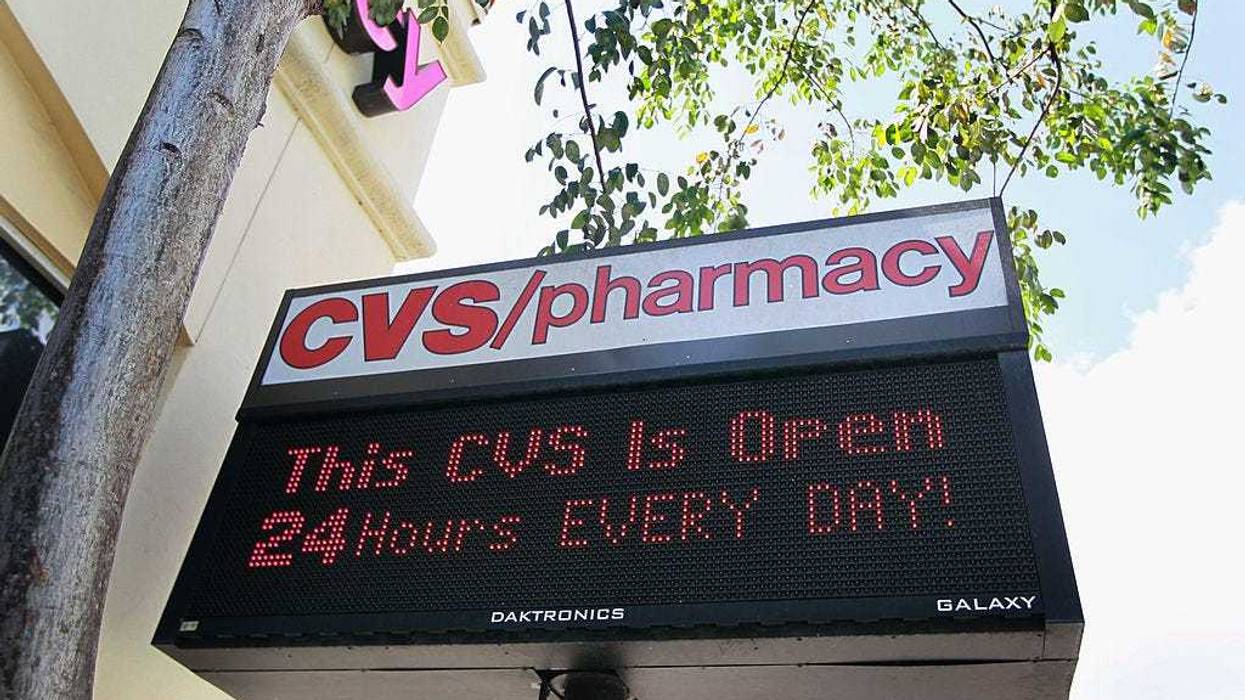 CVS/pharmacy
This CVS Is Open
24 Hours EVERY DAY!
DAKTRONICS
GALAXY